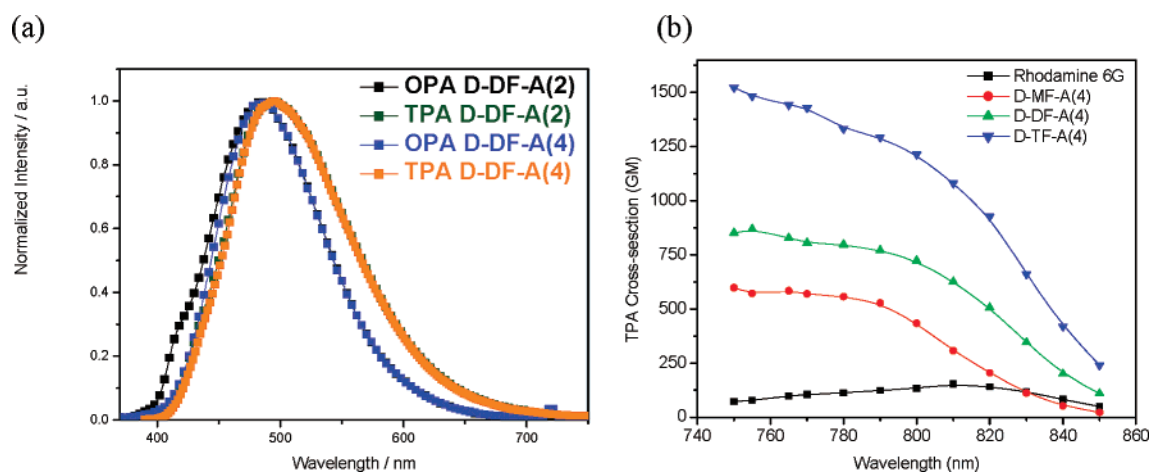 (a)
OPA D-DF-A(2)
TPA D-DF-A(2)
OPA D-DF-A(4)
TPA D-DF-A(4)
Normalized Intensity / a.u.
1.0
0.8
0.6
0.4
0.2
0.0
400 500 600 700
Wavelength / nm
(b)
Rhodamine 6G
D-MF-A(4)
D-DF-A(4)
D-TF-A(4)
TPA Cross-sesction (GM)
1500
1250
1000
750
500
250
0
740 760 780 800 820 840 860
Wavelength (nm)